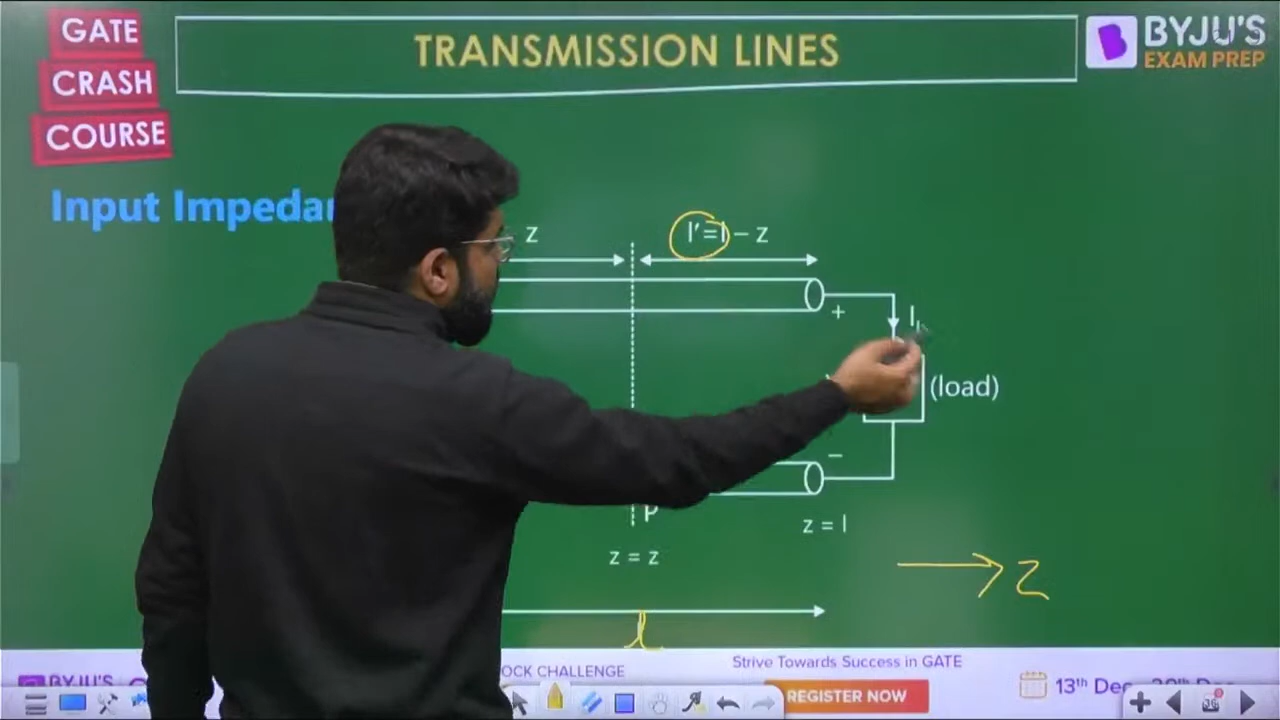 GATE
CRASH
COURSE
TRANSMISSION LINES
BYJU'S
EXAM PREP
Input
z
l'=l – z
+
I
(load)
–
P
z = l
z = z
z
l
BYJU'S
OCK CHALLENGE
Strive Towards Success in GATE
REGISTER NOW
13th Dec